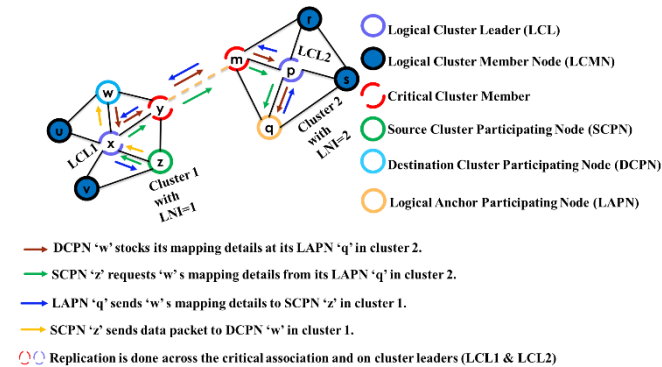 r
Logical Cluster Leader (LCL)
LCL2
m
Logical Cluster Member Node (LCMN)
p
s
w
Critical Cluster Member
y
q
Cluster 2
with
LNI=2
Source Cluster Participating Node (SCPN)
u
LCL1
x
z
Destination Cluster Participating Node (DCPN)
v
Cluster 1
with
LNI=1
Logical Anchor Participating Node (LAPN)
DCPN ‘w’ stocks its mapping details at its LAPN ‘q’ in cluster 2.
SCPN ‘z’ requests ‘w’s mapping details from its LAPN ‘q’ in cluster 2.
LAPN ‘q’ sends ‘w’s mapping details to SCPN ‘z’ in cluster 1.
SCPN ‘z’ sends data packet to DCPN ‘w’ in cluster 1.
Replication is done across the critical association and on cluster leaders (LCL1 & LCL2)